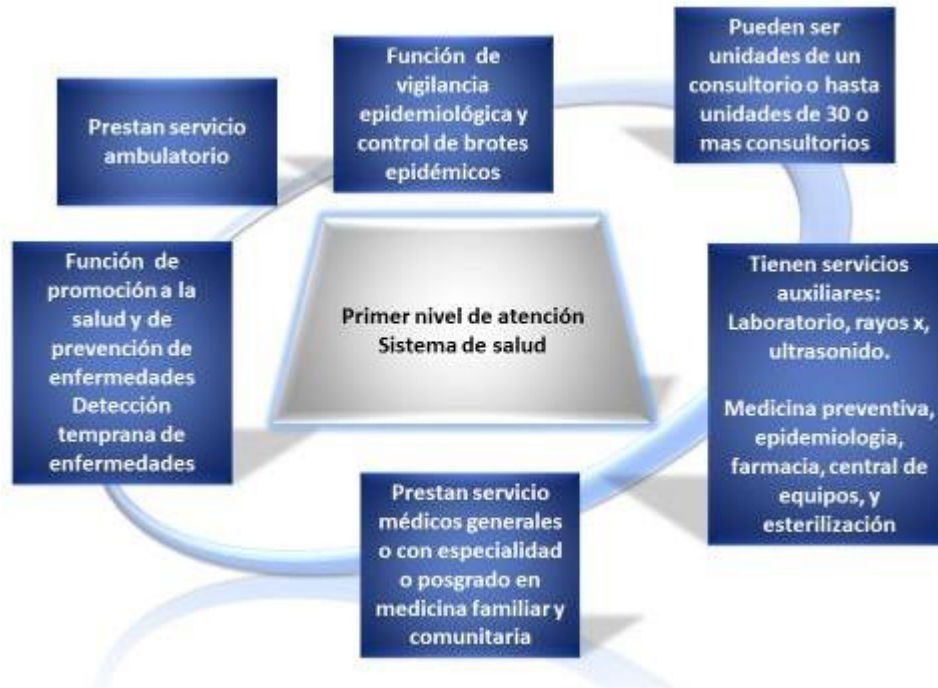 Función de
vigilancia
epidemiológica y
control de brotes
epidémicos
Pueden ser
unidades de un
consultorio o hasta
unidades de 30 o
mas consultorios
Prestan servicio
ambulatorio
Función de
promoción a la
salud y de
prevención de
enfermedades
Detección
temprana de
enfermedades
Primer nivel de atención
Sistema de salud
Tienen servicios
auxiliares:
Laboratorio, rayos x,
ultrasonido.
Medicina preventiva,
epidemiologia,
farmacia, central de
equipos, y
esterilización
Prestan servicio
médicos generales
o con especialidad
o posgrado en
medicina familiar y
comunitaria